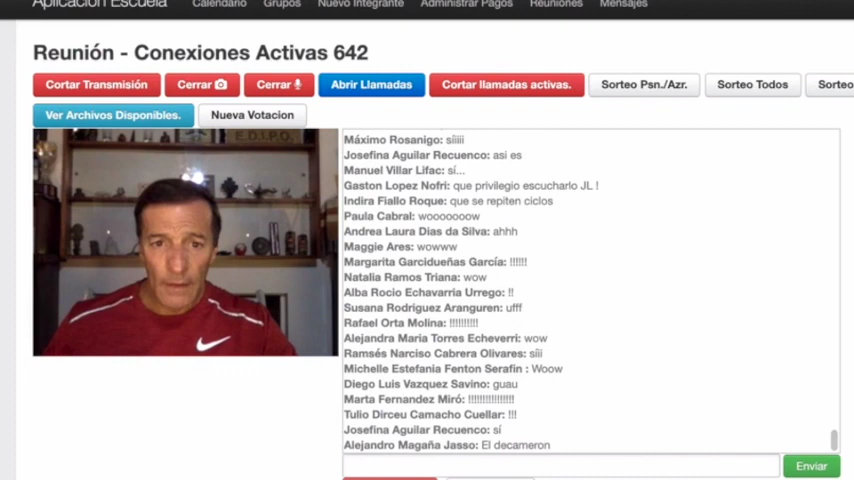 Aplicación Escuela Calendario Grupos Nuevo Integrante Administrar Pagos Reuniones Mensajes
Reunión - Conexiones Activas 642
Cortar Transmisión Cerrar Cerrar Abrir Llamadas Cortar llamadas activas. Sorteo Psn./Azr. Sorteo Todos Sorteo
Ver Archivos Disponibles. Nueva Votacion
E.D.I.P.O.
Máximo Rosanigo: síiiii
Josefina Aguilar Recuenco: asi es
Manuel Villar Lifac: sí...
Gaston Lopez Nofri: que privilegio escucharlo JL !
Indira Fiallo Roque: que se repiten ciclos
Paula Cabral: wooooooow
Andrea Laura Dias da Silva: ahhh
Maggie Ares: wowww
Margarita Garcidueñas García: !!!!!!
Natalia Ramos Triana: wow
Alba Rocio Echavarria Urrego: !!
Susana Rodriguez Aranguren: ufff
Rafael Orta Molina: !!!!!!!!!!
Alejandra Maria Torres Echeverri: wow
Ramsés Narciso Cabrera Olivares: síii
Michelle Estefania Fenton Serafin : Woow
Diego Luis Vazquez Savino: guau
Marta Fernandez Miró: !!!!!!!!!!!!!!!!
Tulio Dirceu Camacho Cuellar: !!!
Josefina Aguilar Recuenco: sí
Alejandro Magaña Jasso: El decameron
Enviar